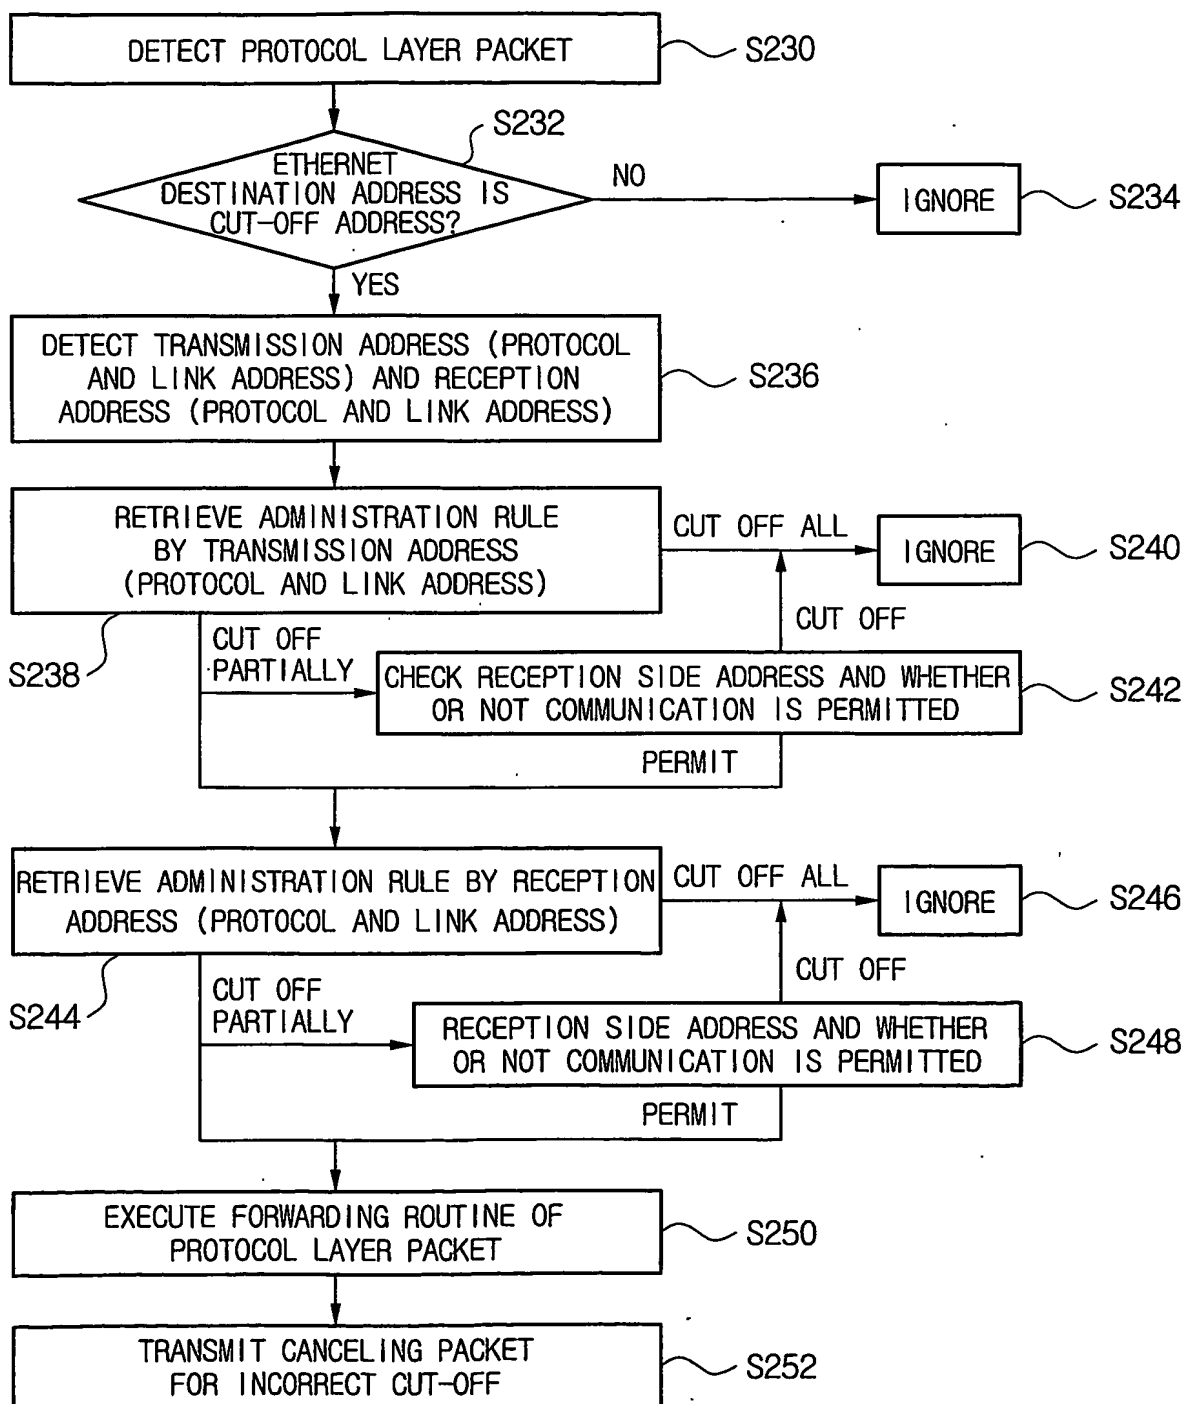 DETECT PROTOCOL LAYER PACKET
S230
S232
ETHERNET
DESTINATION ADDRESS IS
CUT-OFF ADDRESS?
NO
IGNORE
S234
YES
DETECT TRANSMISSION ADDRESS (PROTOCOL
AND LINK ADDRESS) AND RECEPTION
ADDRESS (PROTOCOL AND LINK ADDRESS)
S236
RETRIEVE ADMINISTRATION RULE
BY TRANSMISSION ADDRESS
(PROTOCOL AND LINK ADDRESS)
CUT OFF ALL
IGNORE
S240
S238
CUT OFF
PARTIALLY
CUT OFF
CHECK RECEPTION SIDE ADDRESS AND WHETHER
OR NOT COMMUNICATION IS PERMITTED
S242
PERMIT
RETRIEVE ADMINISTRATION RULE BY RECEPTION
ADDRESS (PROTOCOL AND LINK ADDRESS)
CUT OFF ALL
IGNORE
S246
S244
CUT OFF
PARTIALLY
CUT OFF
RECEPTION SIDE ADDRESS AND WHETHER
OR NOT COMMUNICATION IS PERMITTED
S248
PERMIT
EXECUTE FORWARDING ROUTINE OF
PROTOCOL LAYER PACKET
S250
TRANSMIT CANCELING PACKET
FOR INCORRECT CUT-OFF
S252